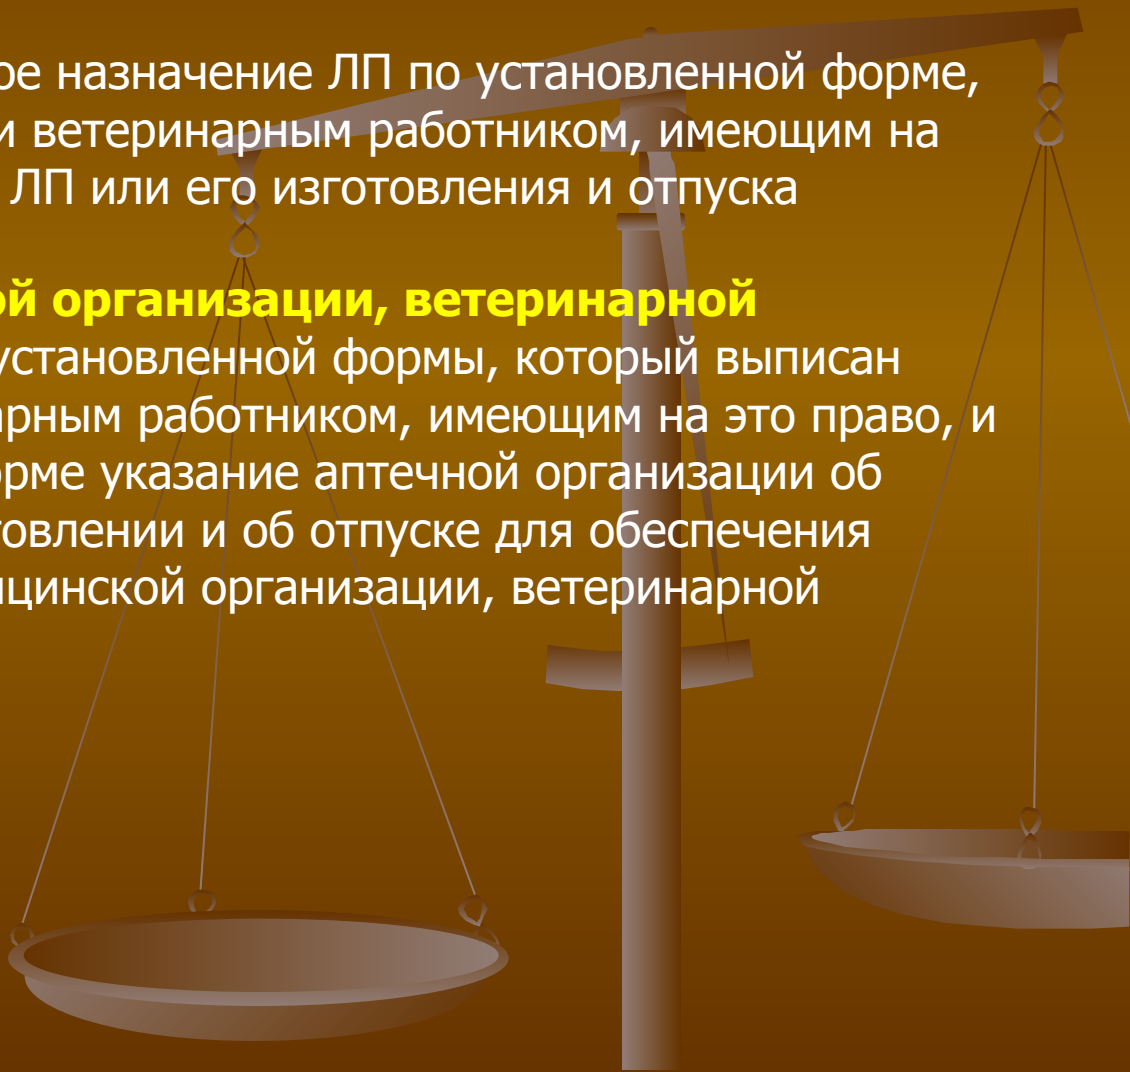 ое назначение ЛП по установленной форме,
и ветеринарным работником, имеющим на
ЛП или его изготовления и отпуска
ой организации, ветеринарной
установленной формы, который выписан
арным работником, имеющим на это право, и
орме указание аптечной организации об
товлении и об отпуске для обеспечения
ицинской организации, ветеринарной